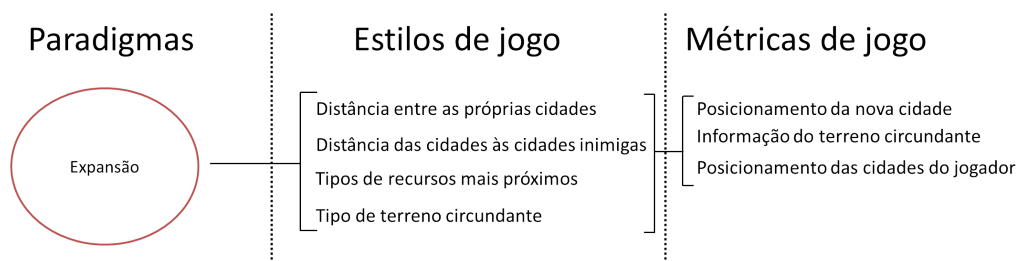 Paradigmas
Estilos de jogo
Métricas de jogo
Expansão
Distância entre as próprias cidades
Distância das cidades às cidades inimigas
Tipos de recursos mais próximos
Tipo de terreno circundante
Posicionamento da nova cidade
Informação do terreno circundante
Posicionamento das cidades do jogador